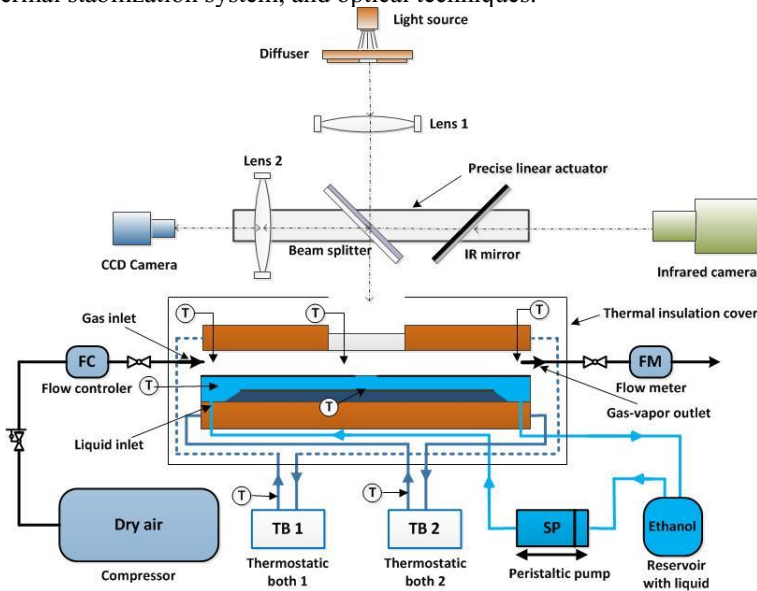 ermal stabilization system, and optical techniques.
Light source
Diffuser
Lens 1
Lens 2
Precise linear actuator
Beam splitter
IR mirror
CCD Camera
Infrared camera
Gas inlet
T
T
T
Thermal insulation cover
FC
FM
Flow controler
T
Flow meter
T
Gas-vapor outlet
Liquid inlet
T
T
Dry air
TB 1
TB 2
SP
Ethanol
Compressor
Thermostatic
both 1
Thermostatic
both 2
Peristaltic pump
Reservoir
with liquid